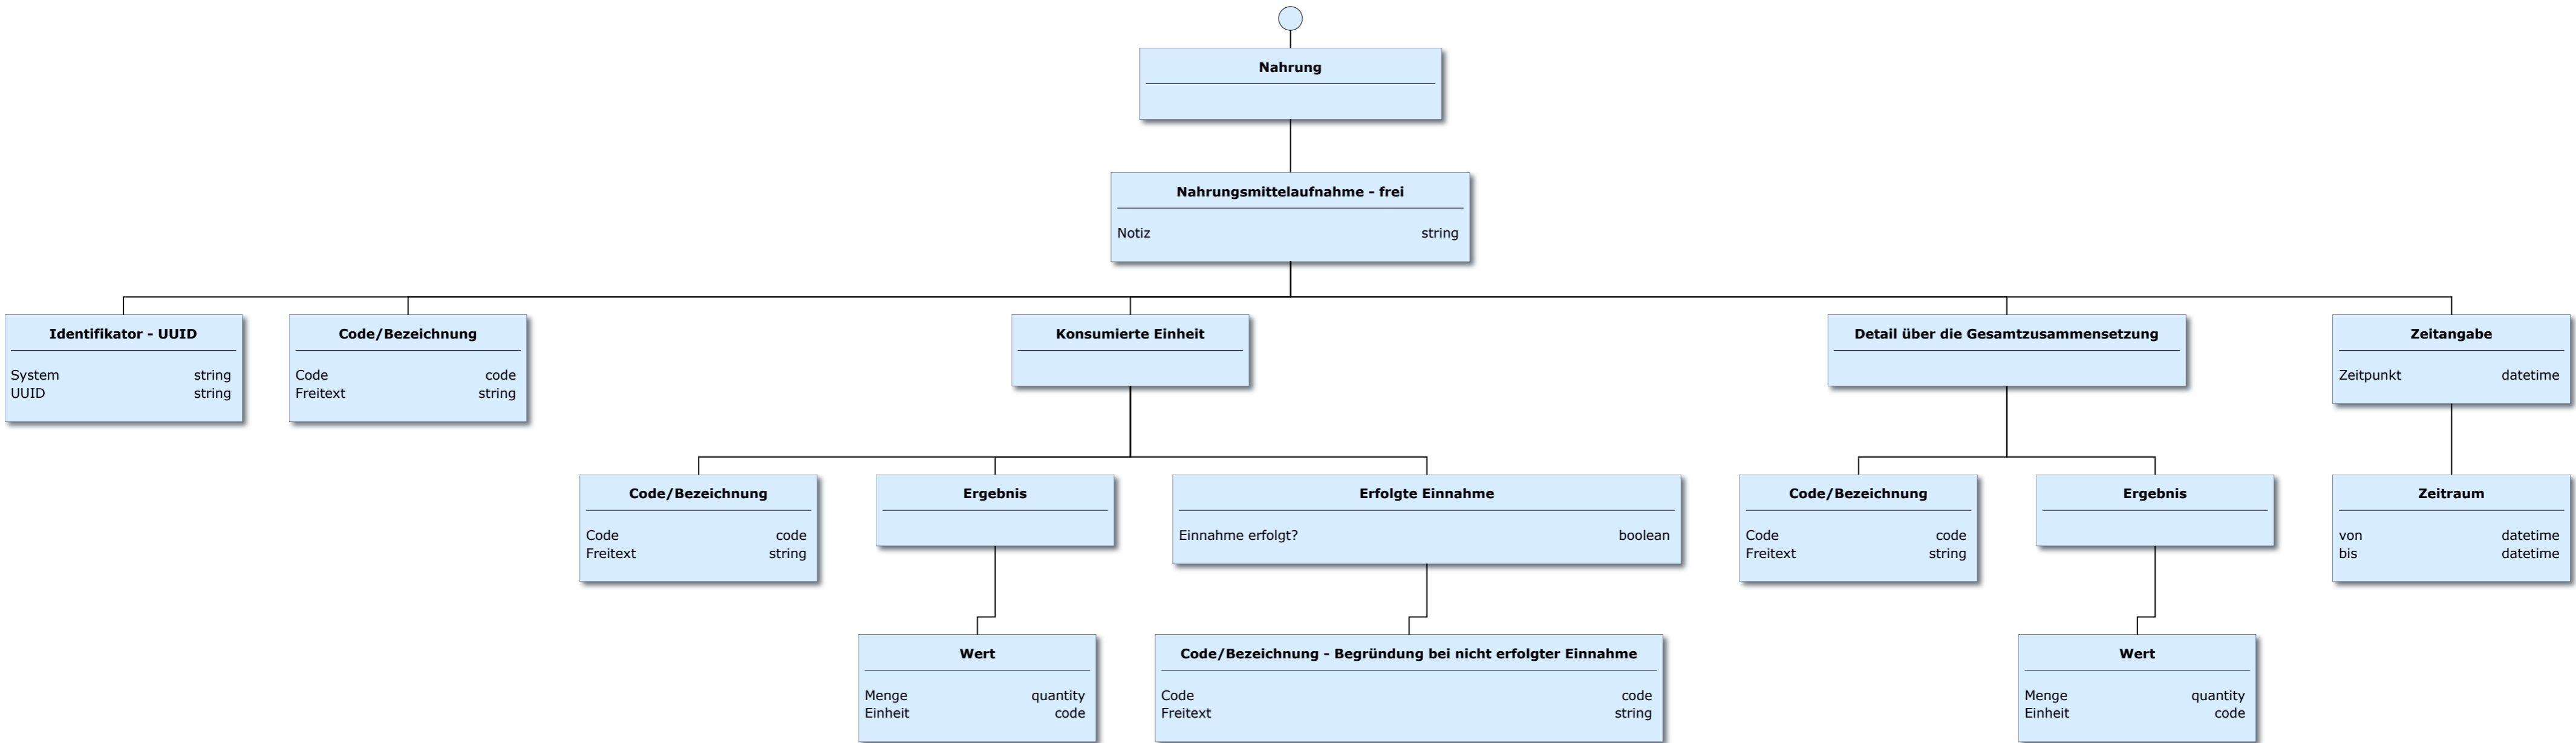 Nahrung
Nahrungsmittelaufnahme - frei
Notiz string
Identifikator - UUID
System string
UUID string
Code/Bezeichnung
Code code
Freitext string
Konsumierte Einheit
Detail über die Gesamtzusammensetzung
Zeitangabe
Zeitpunkt datetime
Code/Bezeichnung
Code code
Freitext string
Ergebnis
Erfolgte Einnahme
Einnahme erfolgt? boolean
Code/Bezeichnung
Code code
Freitext string
Ergebnis
Zeitraum
von datetime
bis datetime
Wert
Menge quantity
Einheit code
Code/Bezeichnung - Begründung bei nicht erfolgter Einnahme
Code code
Freitext string
Wert
Menge quantity
Einheit code